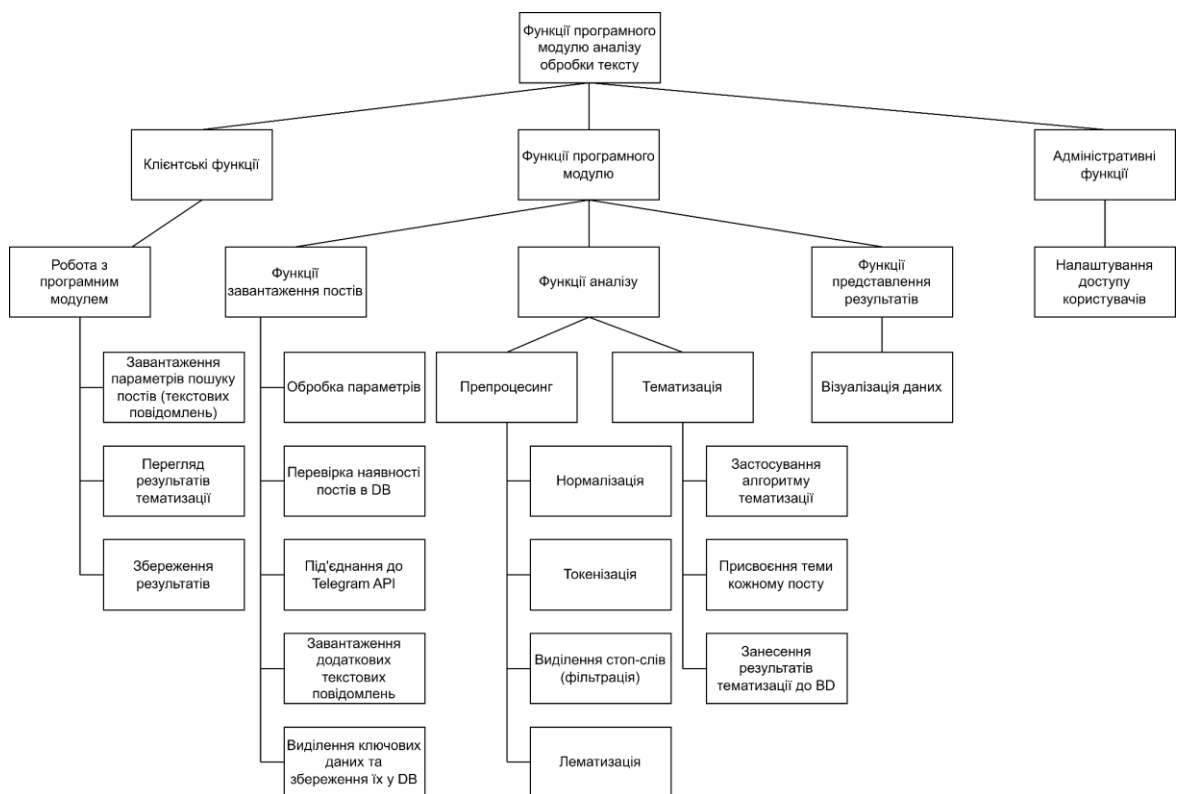 Функції програмного
модулю аналізу
обробки тексту
Клієнтські функції
Функції програмного
модулю
Адміністративні
функції
Робота з
програмним
модулем
Функції
завантаження постів
Функції аналізу
Функції
представлення
результатів
Налаштування
доступу
користувачів
Завантаження
параметрів пошуку
постів (текстових
повідомлень)
Обробка параметрів
Препроцесинг
Тематизація
Візуалізація даних
Перегляд
результатів
тематизації
Перевірка наявності
постів в DB
Нормалізація
Застосування
алгоритму
тематизації
Збереження
результатів
Під'єднання до
Telegram API
Токенізація
Присвоєння теми
кожному посту
Завантаження
додаткових
текстових
повідомлень
Виділення стоп-слів
(фільтрація)
Занесення
результатів
тематизації до BD
Виділення ключових
даних та
збереження їх у DB
Лематизація